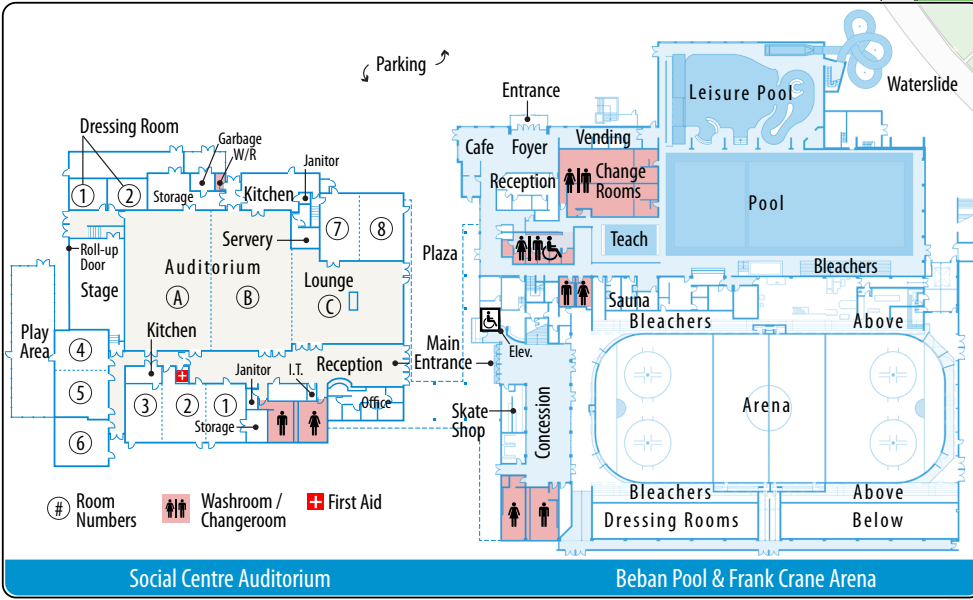 Parking
Entrance
Leisure Pool
Waterslide
Dressing Room
Garbage
W/R
Janitor
Cafe
Foyer
Vending
1
2
Storage
Kitchen
Reception
Change
Rooms
Pool
7
8
Servery
Plaza
Teach
Roll-up
Door
Stage
Auditorium
A
B
Lounge
C
Bleachers
Sauna
Play
Area
Kitchen
4
Bleachers
Above
Main
Entrance
Elev.
Reception
Janitor
I.T.
5
3
2
1
Office
Storage
Skate
Shop
Concession
Arena
6
Bleachers
Above
# Room
Numbers
Washroom /
Changeroom
First Aid
Dressing Rooms
Below
Social Centre Auditorium
Beban Pool & Frank Crane Arena